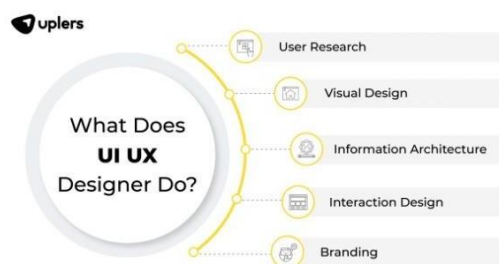 uplers
What Does
UI UX
Designer Do?
User Research
Visual Design
Information Architecture
Interaction Design
Branding